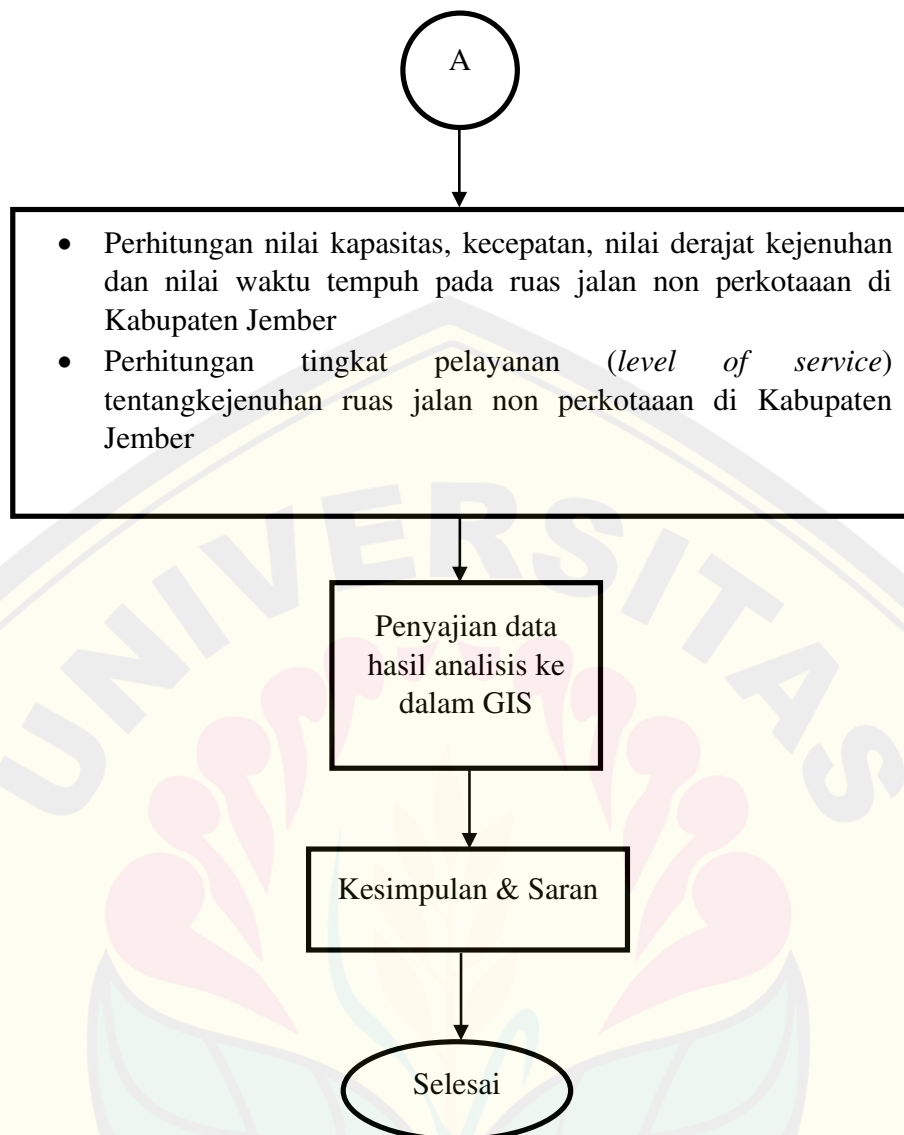 A
• Perhitungan nilai kapasitas, kecepatan, nilai derajat kejenuhan
dan nilai waktu tempuh pada ruas jalan non perkotaaan di
Kabupaten Jember
• Perhitungan tingkat pelayanan (level of service)
tentangkejenuhan ruas jalan non perkotaaan di Kabupaten
Jember
UNIVERSITAS
Penyajian data
hasil analisis ke
dalam GIS
Kesimpulan & Saran
Selesai